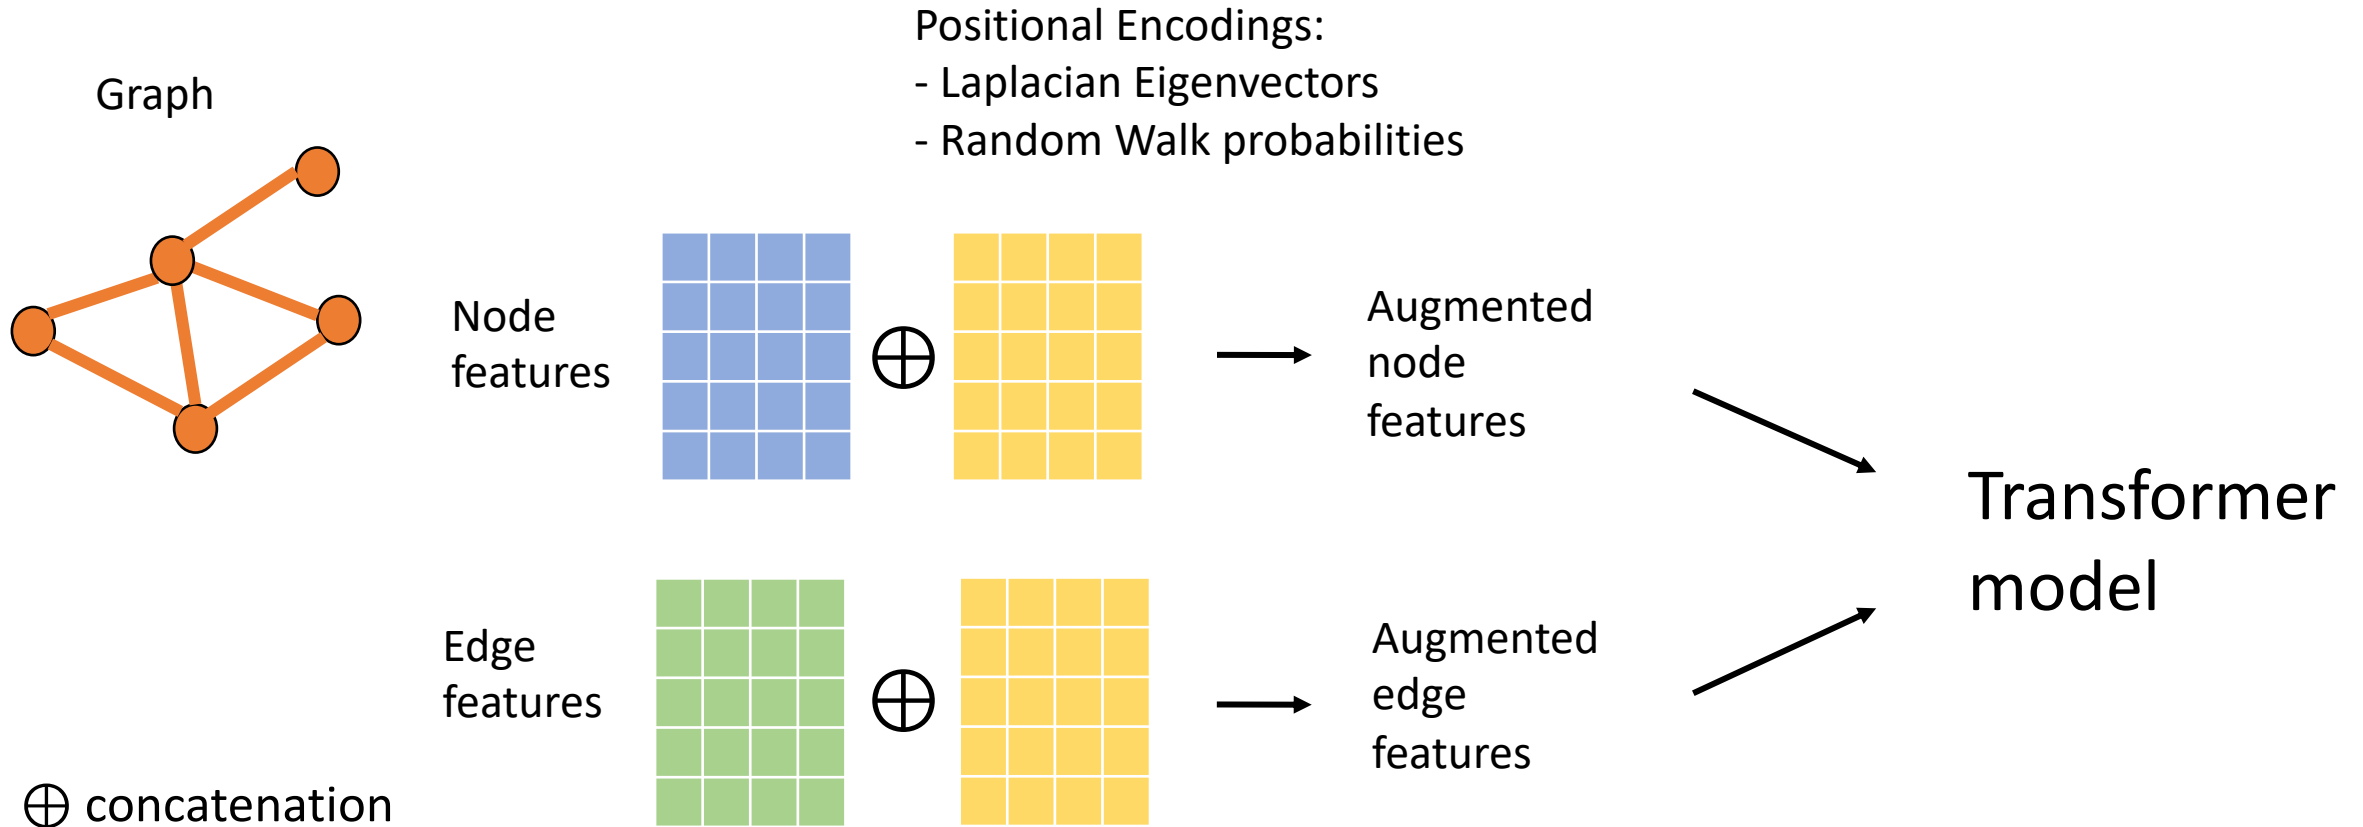 Positional Encodings:
- Laplacian Eigenvectors
- Random Walk probabilities
Graph
Node
features
⊕
Augmented
node
features
Transformer
model
Edge
features
⊕
Augmented
edge
features
⊕ concatenation